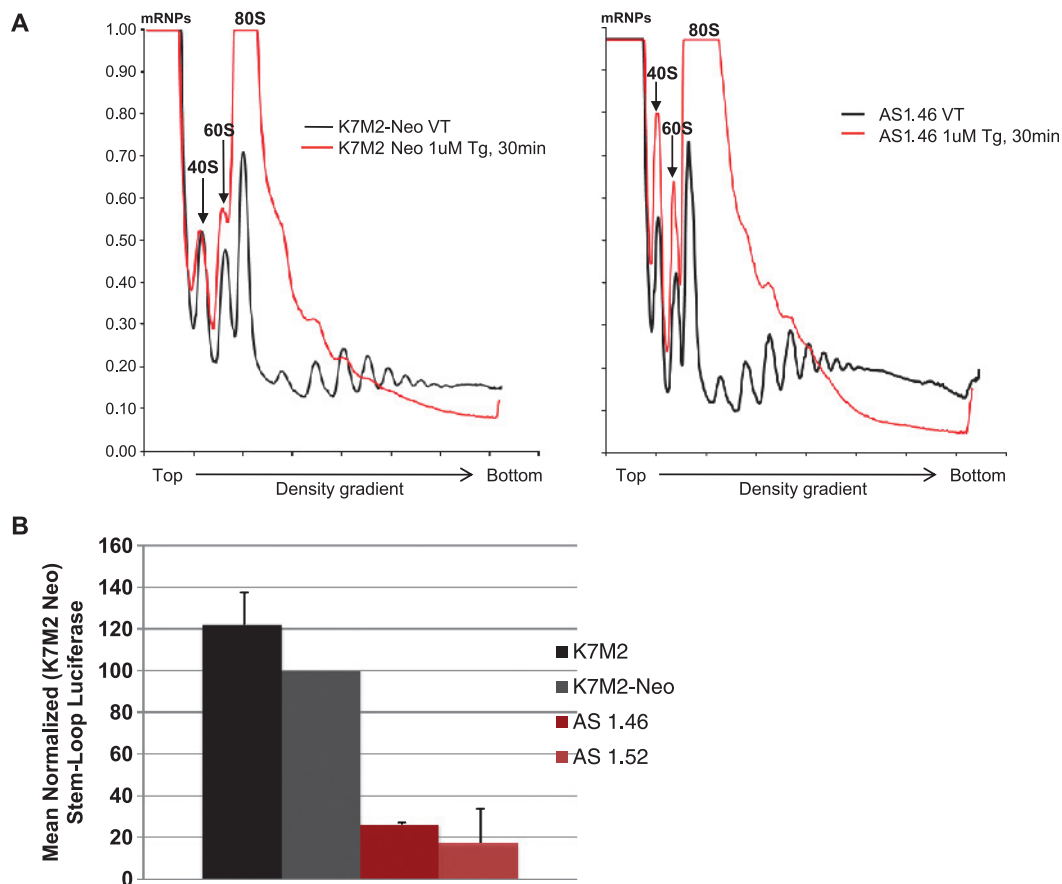 A
mRNPs
80S
60S
40S
K7M2-Neo VT
K7M2 Neo 1uM Tg, 30min
1.00
0.90
0.80
0.70
0.60
0.50
0.40
0.30
0.20
0.10
0.00
Top
Density gradient
Bottom
mRNPs
80S
40S
60S
AS1.46 VT
AS1.46 1uM Tg, 30min
Top
Density gradient
Bottom
B
Mean Normalized (K7M2 Neo)
Stem-Loop Luciferase
160
140
120
100
80
60
40
20
0
K7M2
K7M2-Neo
AS 1.46
AS 1.52